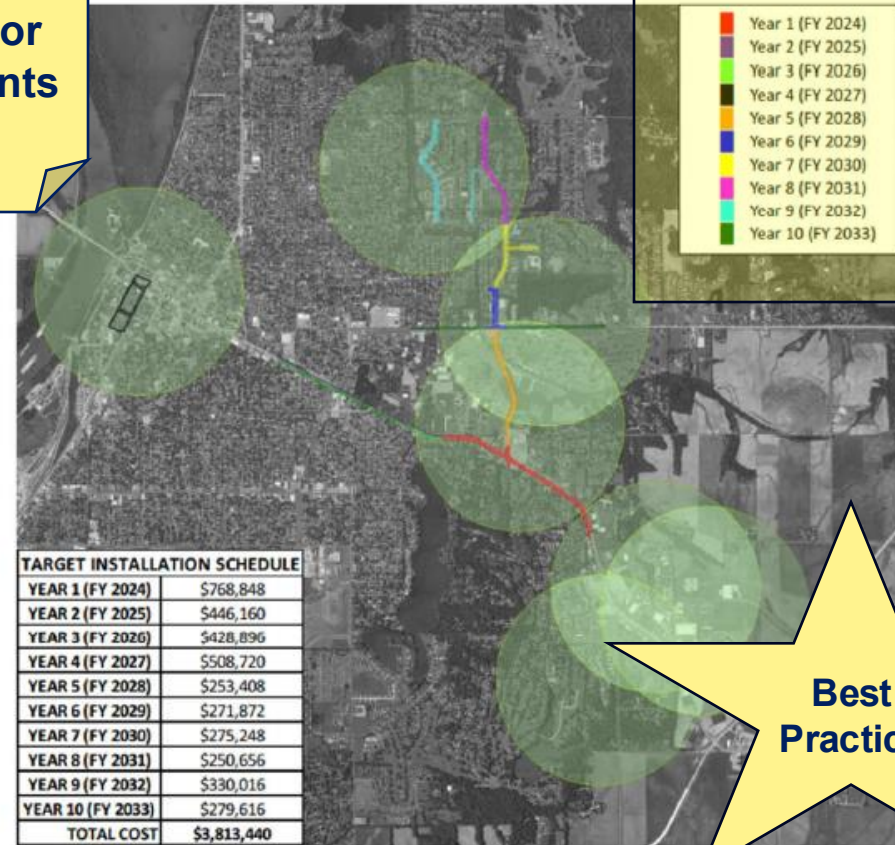 or
nts
Year 1 (FY 2024)
Year 2 (FY 2025)
Year 3 (FY 2026)
Year 4 (FY 2027)
Year 5 (FY 2028)
Year 6 (FY 2029)
Year 7 (FY 2030)
Year 8 (FY 2031)
Year 9 (FY 2032)
Year 10 (FY 2033)
TARGET INSTALLATION SCHEDULE
YEAR 1 (FY 2024) $768,848
YEAR 2 (FY 2025) $446,160
YEAR 3 (FY 2026) $428,896
YEAR 4 (FY 2027) $508,720
YEAR 5 (FY 2028) $253,408
YEAR 6 (FY 2029) $271,872
YEAR 7 (FY 2030) $275,248
YEAR 8 (FY 2031) $250,656
YEAR 9 (FY 2032) $330,016
YEAR 10 (FY 2033) $279,616
TOTAL COST $3,813,440
Best
Practic